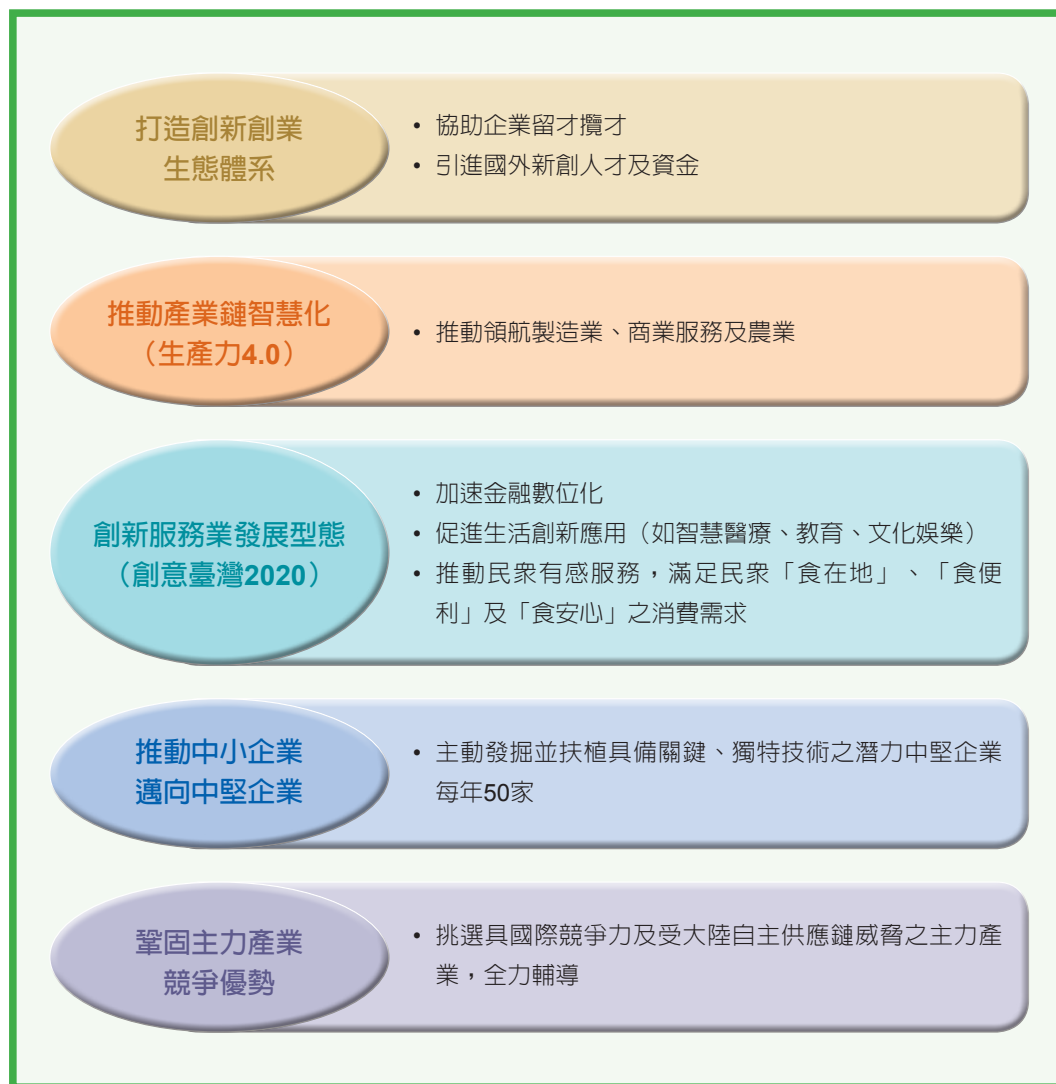 打造創新創業
生態體系
• 協助企業留才攬才
• 引進國外新創人才及資金
推動產業鏈智慧化
（生產力4.0）
• 推動領航製造業、商業服務及農業
創新服務業發展型態
（創意臺灣2020）
• 加速金融數位化
• 促進生活創新應用（如智慧醫療、教育、文化娛樂）
• 推動民眾有感服務，滿足民眾「食在地」、「食便
利」及「食安心」之消費需求
推動中小企業
邁向中堅企業
• 主動發掘並扶植具備關鍵、獨特技術之潛力中堅企業
每年50家
鞏固主力產業
競爭優勢
• 挑選具國際競爭力及受大陸自主供應鏈威脅之主力產
業，全力輔導